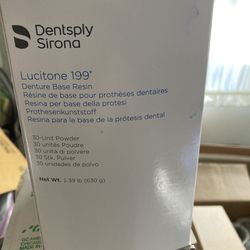 Dentsply
Sirona
Lucitone 199®
Denture Base Resin
Résine de base pour prothèses dentaires
Resina per base della protesi
Prothesenkunststoff
Resina para la base de la prótesis dental
30-Unit Powder
30 unités Poudre
30 unità di polvere
30 Stk. Pulver
30 unidades de polvo
Net Wt. 1.39 lb (630 g)